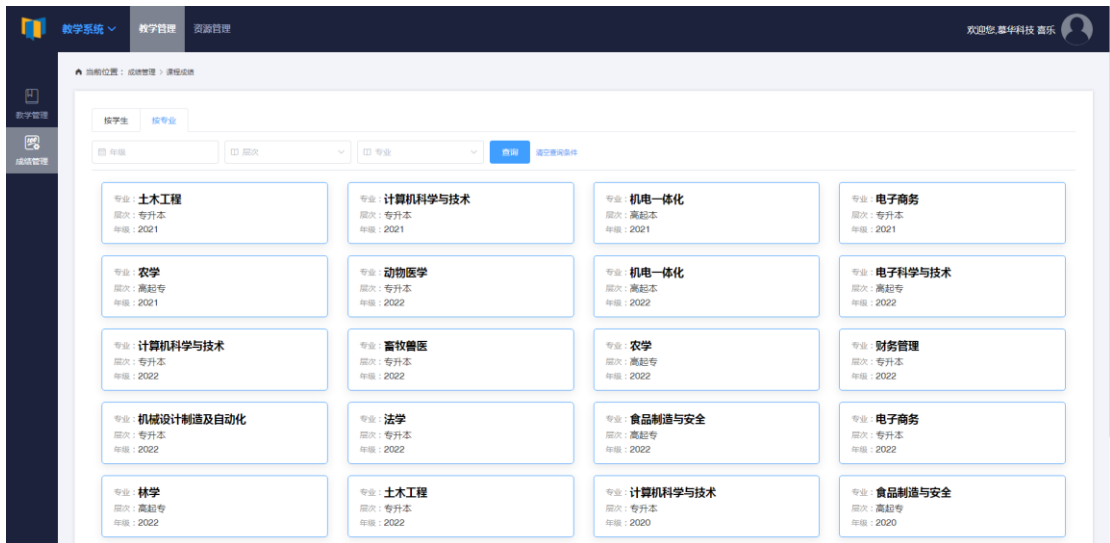 教学系统 教学管理 资源管理 欢迎您,墓华科技 喜乐
当前位置： 成绩管理 > 课程成绩
教学管理
成绩管理
按学生 按专业
年级 层次 专业 查询 清空查询条件
专业 : 土木工程
层次 : 专升本
年级 : 2021
专业 : 计算机科学与技术
层次 : 专升本
年级 : 2021
专业 : 机电一体化
层次 : 高起本
年级 : 2021
专业 : 电子商务
层次 : 专升本
年级 : 2021
专业 : 农学
层次 : 高起专
年级 : 2021
专业 : 动物医学
层次 : 专升本
年级 : 2022
专业 : 机电一体化
层次 : 高起本
年级 : 2022
专业 : 电子科学与技术
层次 : 高起专
年级 : 2022
专业 : 计算机科学与技术
层次 : 专升本
年级 : 2022
专业 : 畜牧兽医
层次 : 专升本
年级 : 2022
专业 : 农学
层次 : 高起专
年级 : 2022
专业 : 财务管理
层次 : 专升本
年级 : 2022
专业 : 机械设计制造及自动化
层次 : 专升本
年级 : 2022
专业 : 法学
层次 : 专升本
年级 : 2022
专业 : 食品制造与安全
层次 : 高起专
年级 : 2022
专业 : 电子商务
层次 : 专升本
年级 : 2022
专业 : 林学
层次 : 高起专
年级 : 2022
专业 : 土木工程
层次 : 专升本
年级 : 2022
专业 : 计算机科学与技术
层次 : 专升本
年级 : 2020
专业 : 食品制造与安全
层次 : 高起专
年级 : 2020